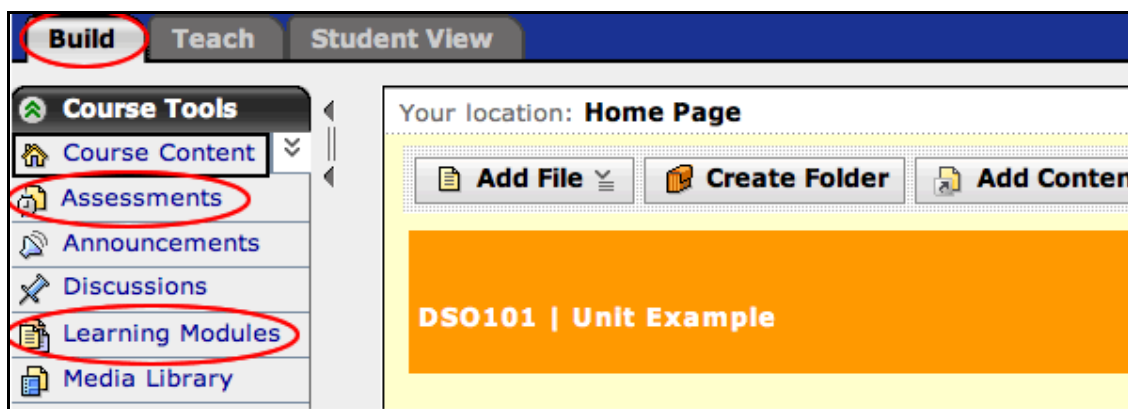 Build Teach Student View
Course Tools
Course Content
Assessments
Announcements
Discussions
Learning Modules
Media Library
Your location: Home Page
Add File Create Folder Add Conten
DSO101 | Unit Example